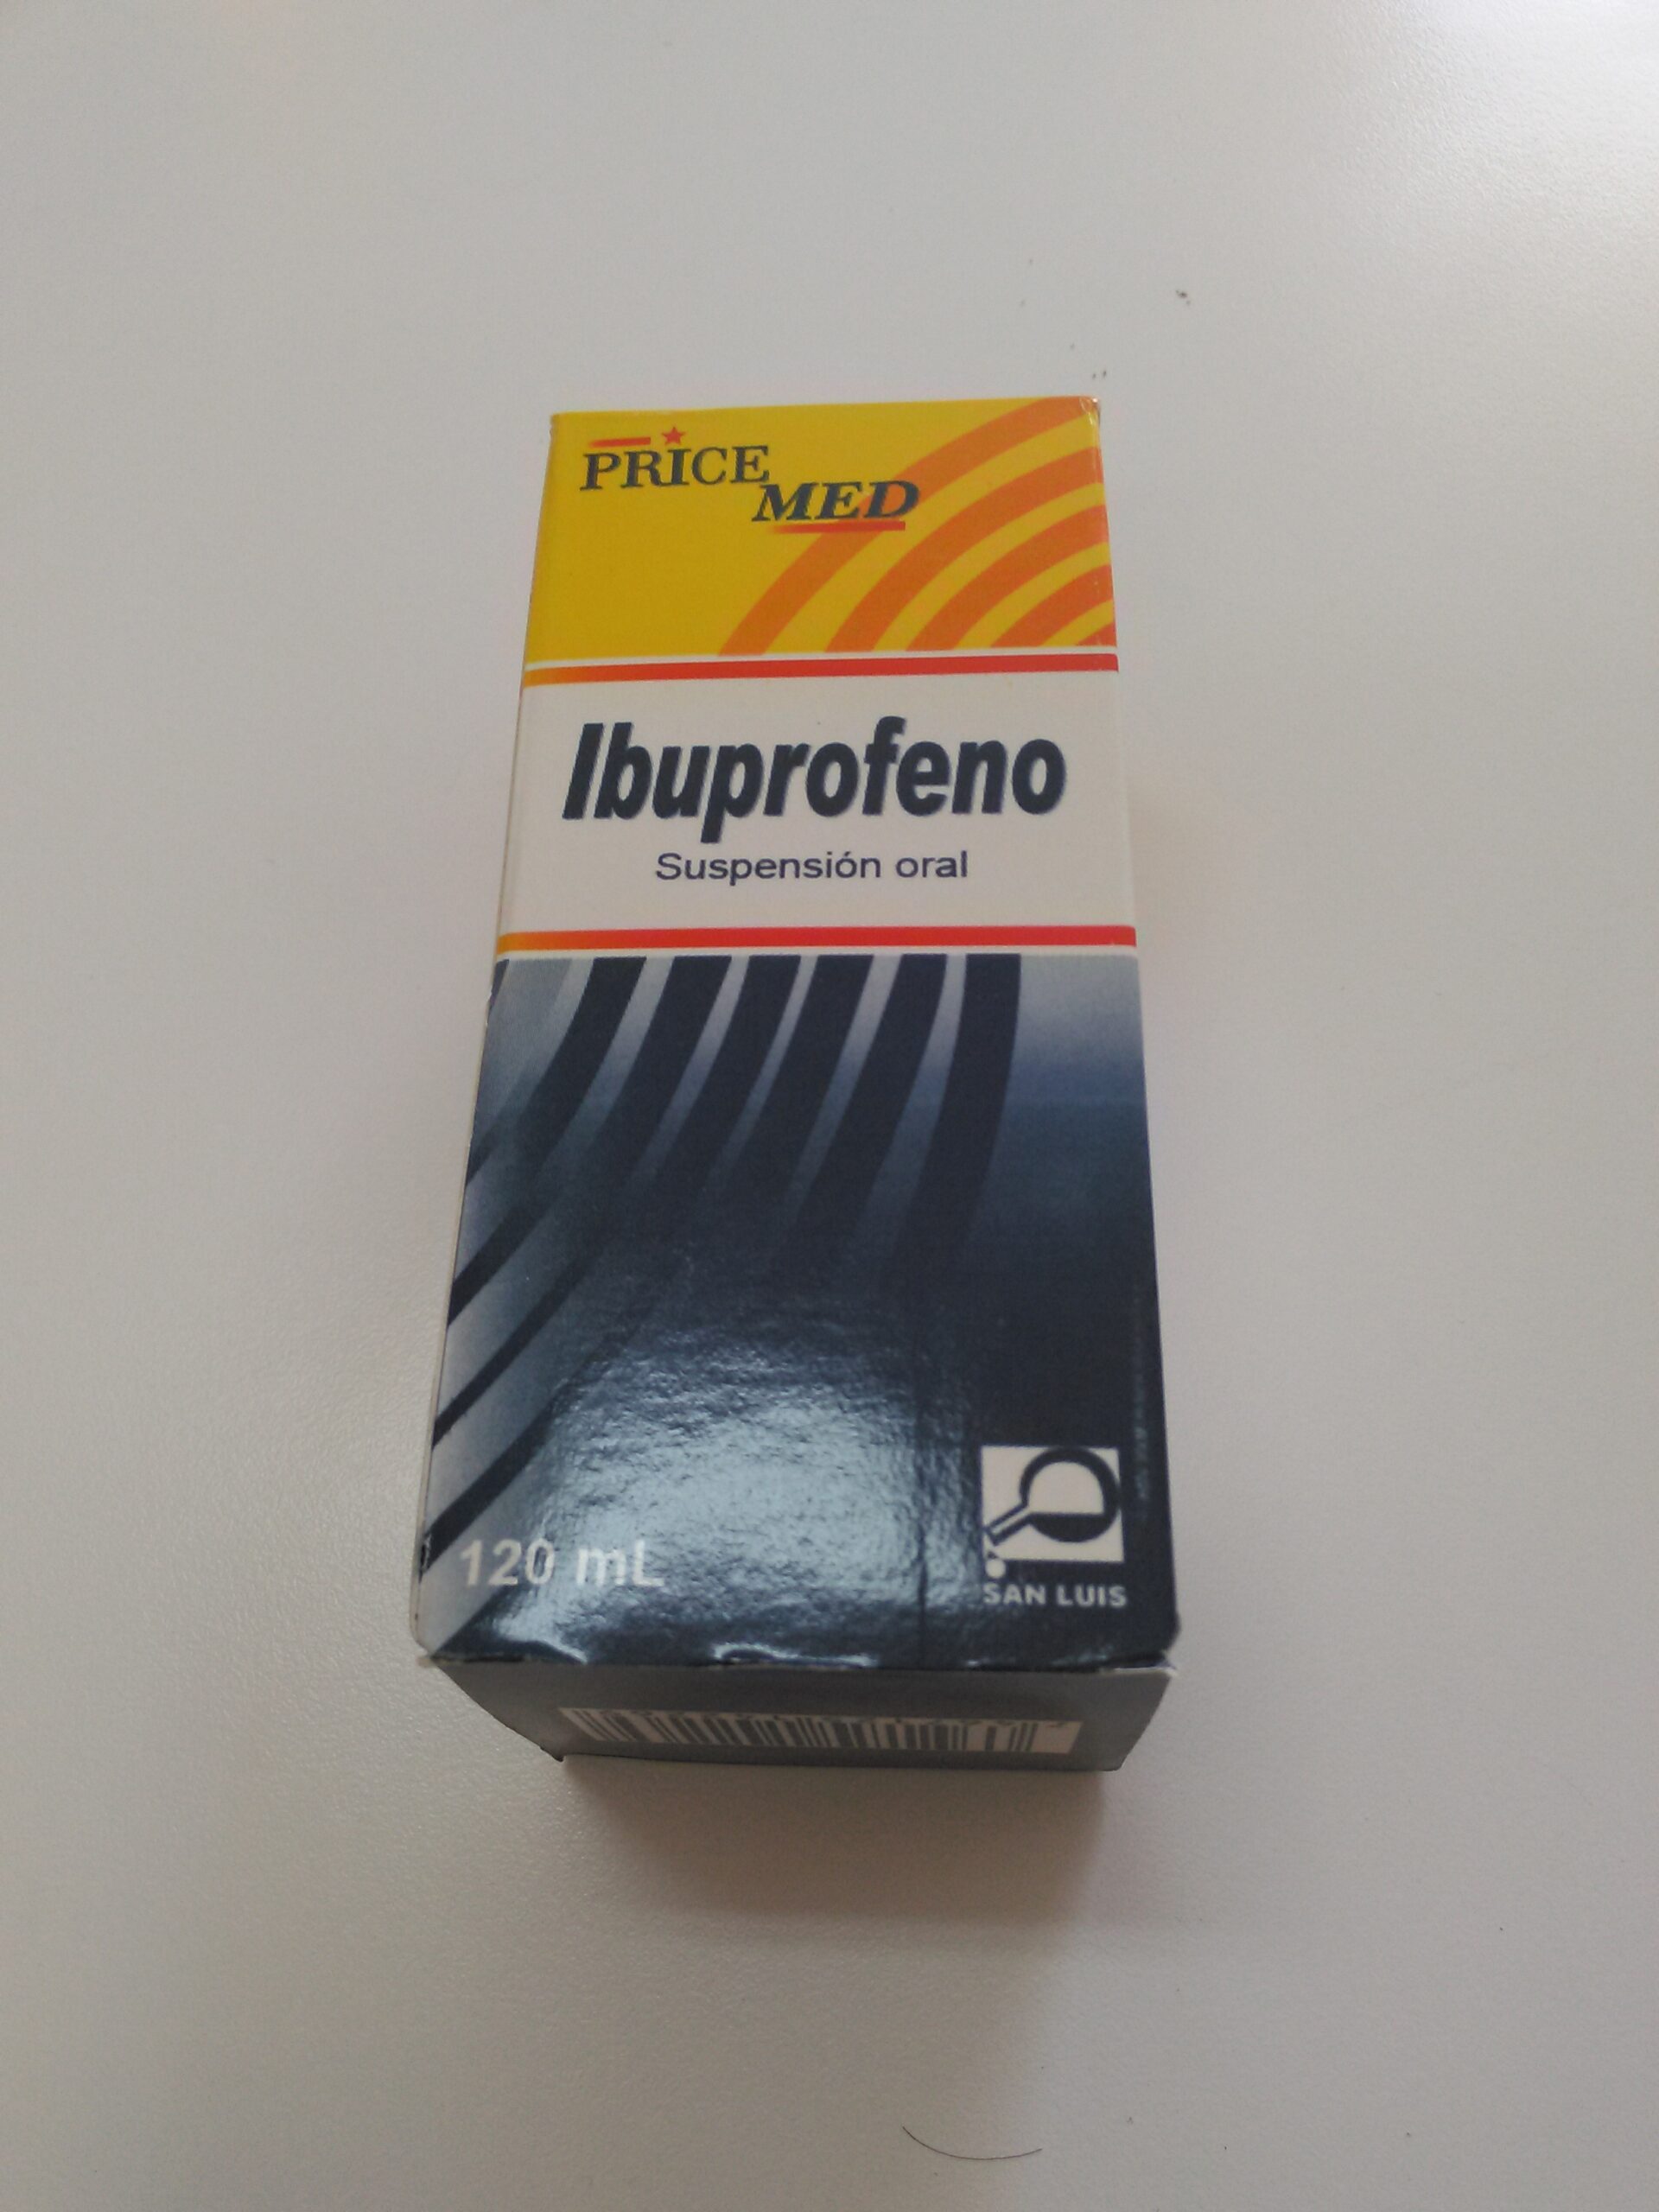 PRICE
MED
Ibuprofeno
Suspensión oral
120 mL
SAN LUIS